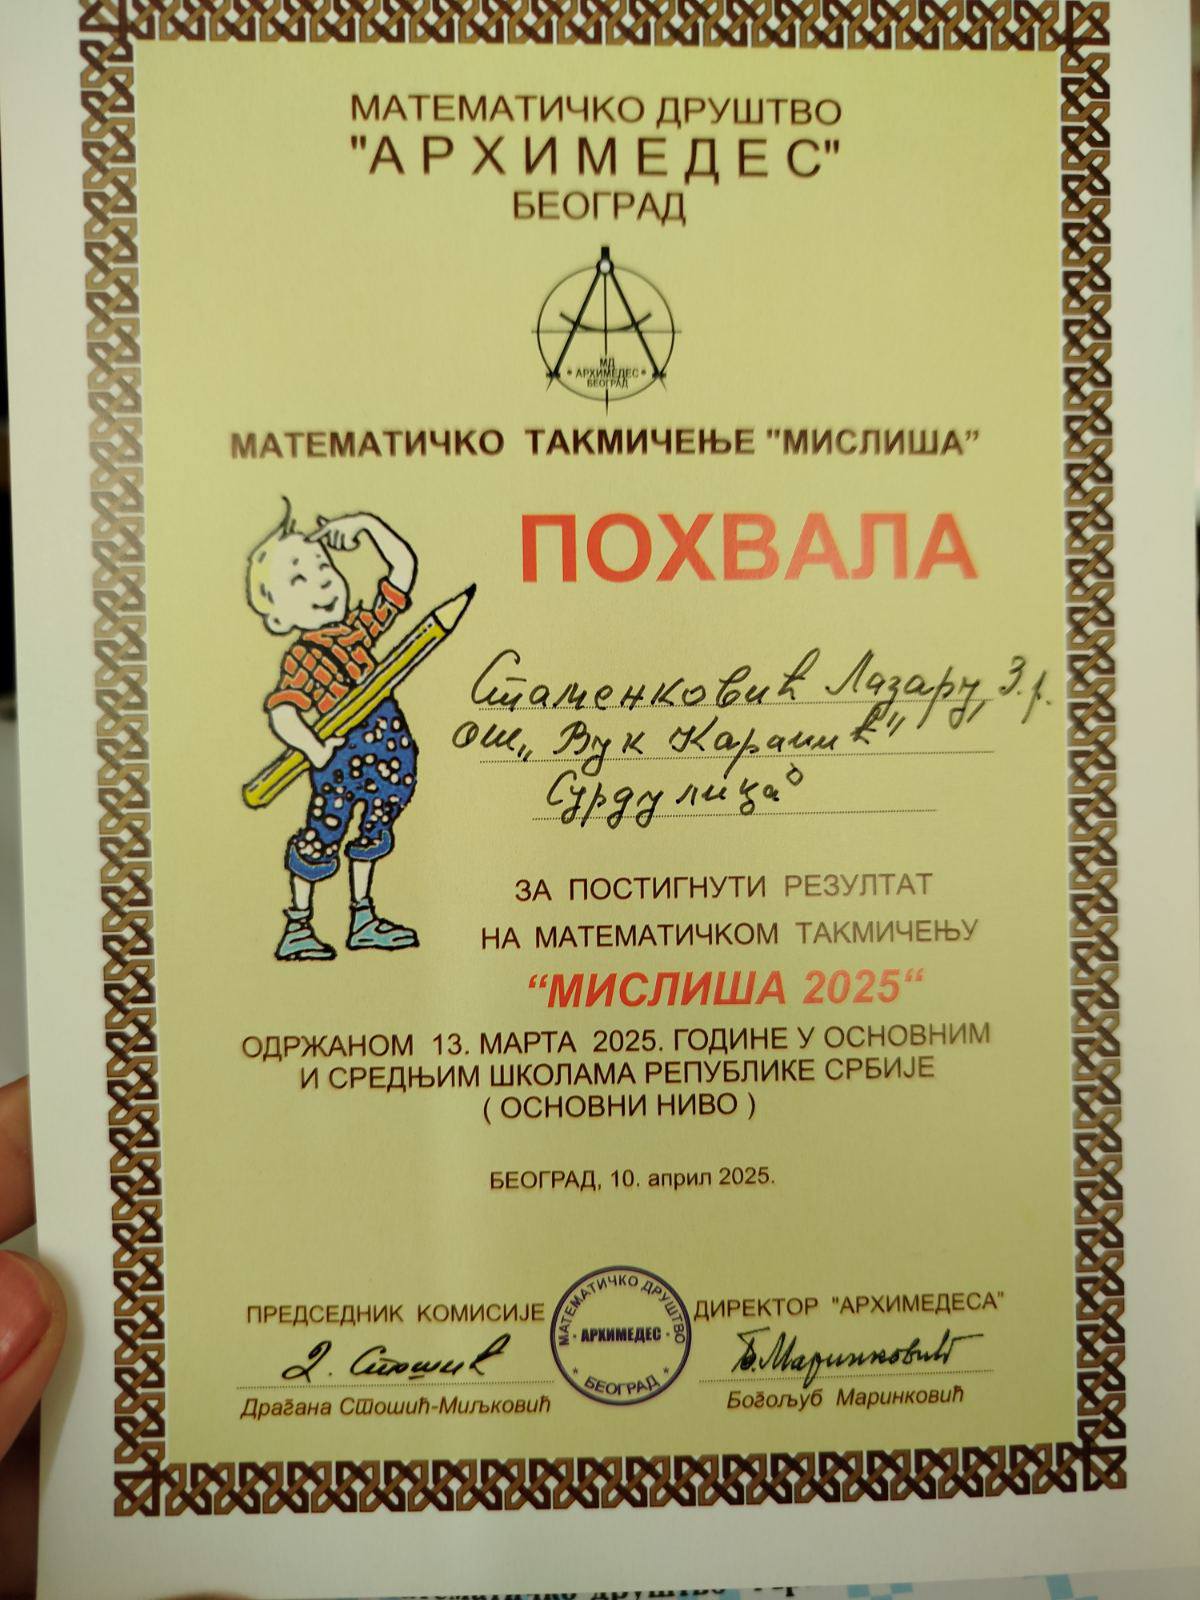 МАТЕМАТИЧКО ДРУШТВО
"АРХИМЕДЕС"
БЕОГРАД
МД
АРХИМЕДЕС
БЕОГРАД
МАТЕМАТИЧКО ТАКМИЧЕЊЕ "МИСЛИША”
ПОХВАЛА
Стаменковић Лазару, 3. р.
ОШ „Вук Караџић"
Сурдулица
ЗА ПОСТИГНУТИ РЕЗУЛТАТ
НА МАТЕМАТИЧКОМ ТАКМИЧЕЊУ
“МИСЛИША 2025“
ОДРЖАНОМ 13. МАРТА 2025. ГОДИНЕ У ОСНОВНИМ
И СРЕДЊИМ ШКОЛАМА РЕПУБЛИКЕ СРБИЈЕ
( ОСНОВНИ НИВО )
БЕОГРАД, 10. април 2025.
ПРЕДСЕДНИК КОМИСИЈЕ
Д. Стошић
Драгана Стошић-Миљковић
МАТЕМАТИЧКО ДРУШТВО
АРХИМЕДЕС
БЕОГРАД
ДИРЕКТОР "АРХИМЕДЕСА"
Б. Маринковић
Богољуб Маринковић